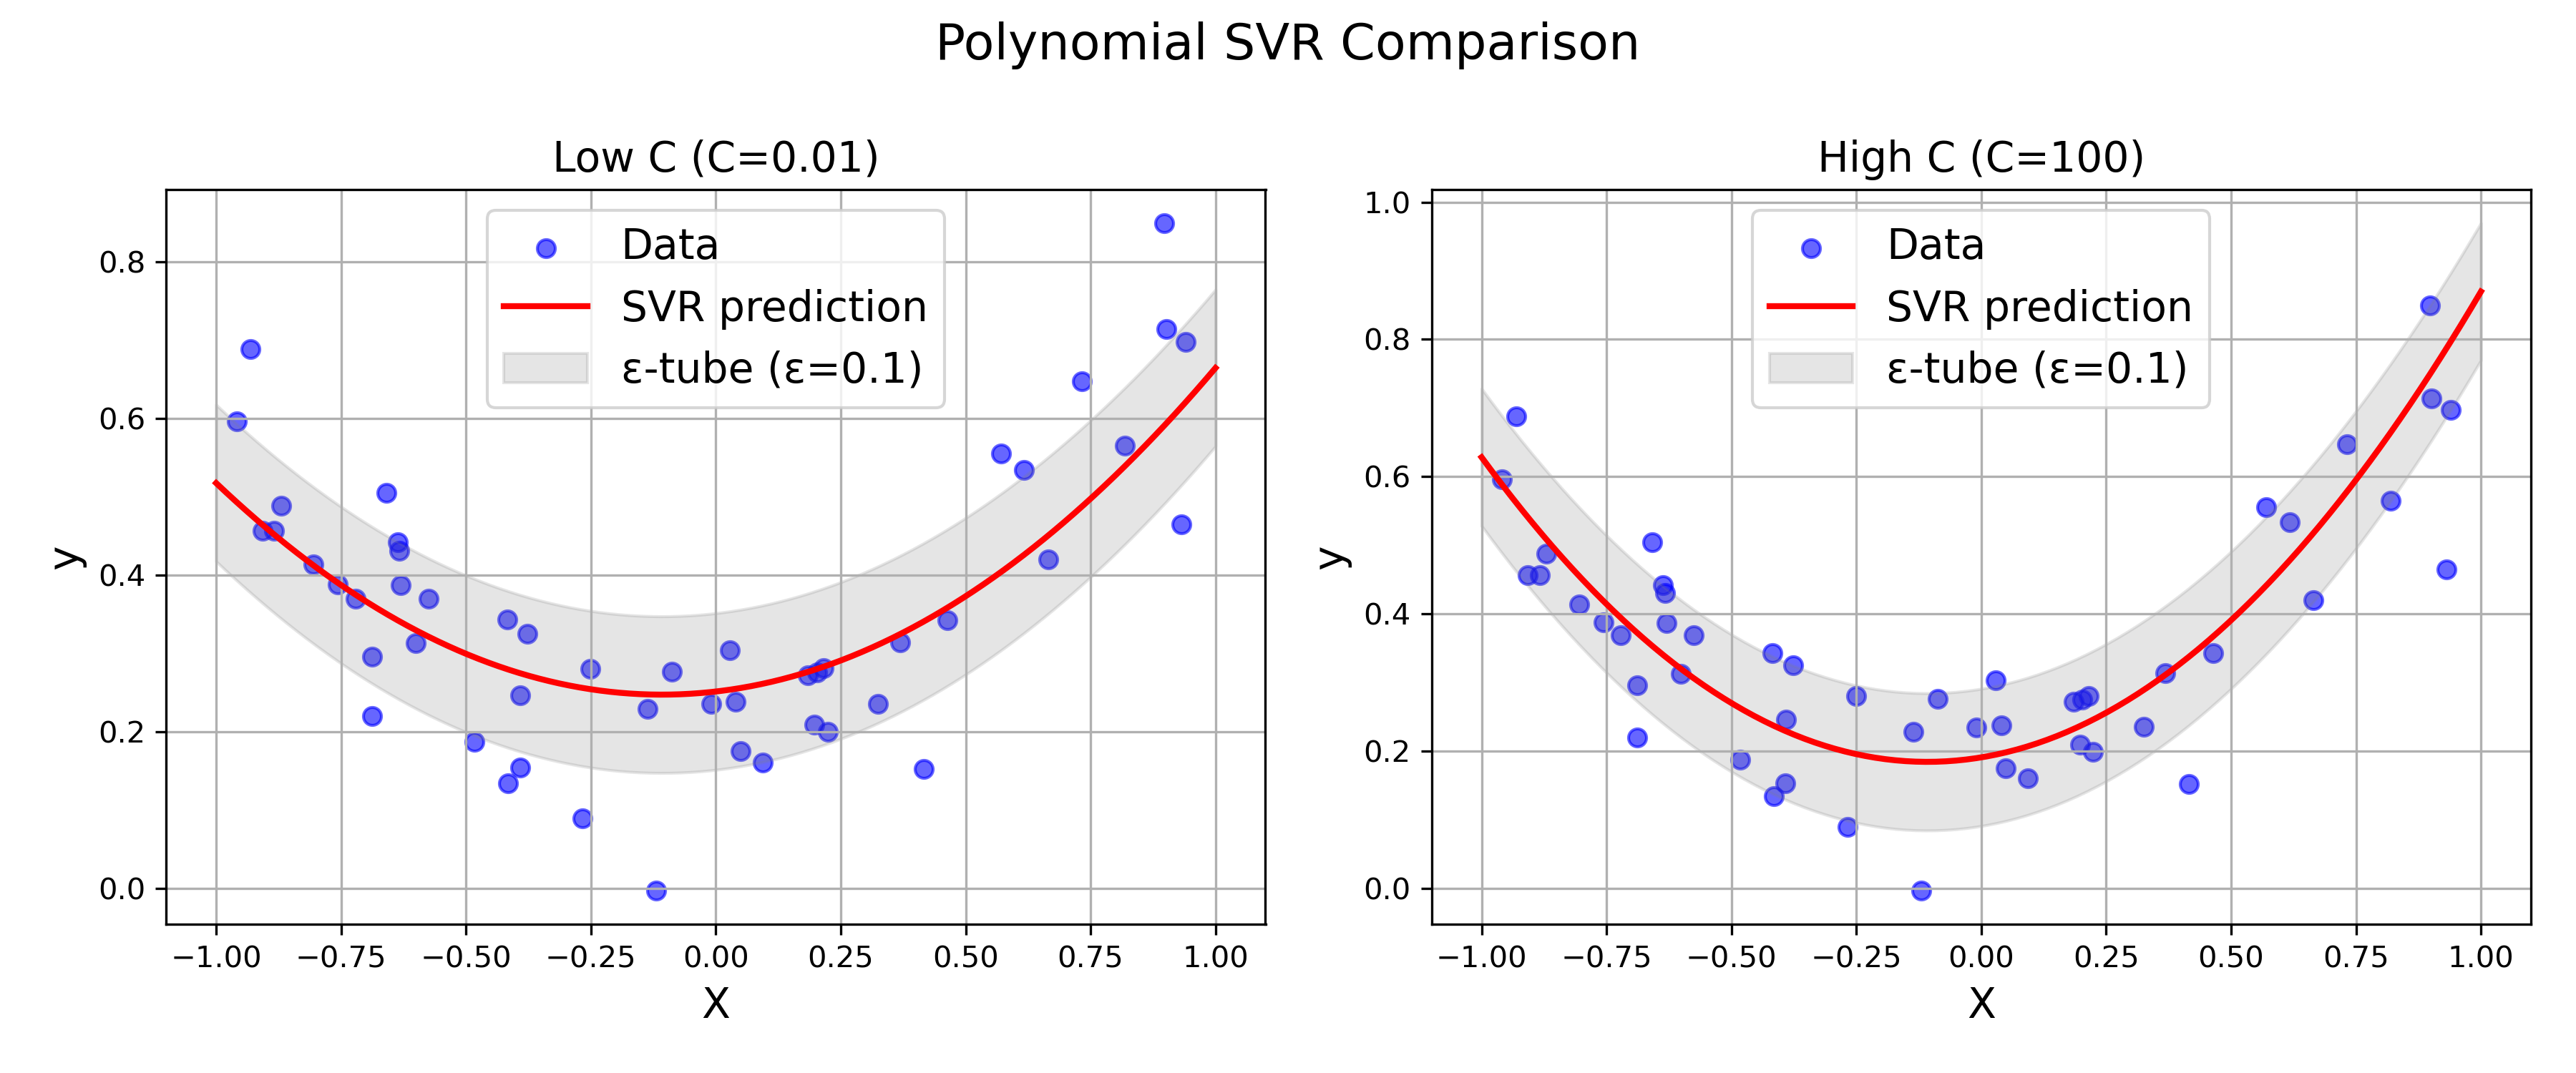 Polynomial SVR Comparison
Low C (C=0.01)
Data
SVR prediction
ε-tube (ε=0.1)
y
0.8
0.6
0.4
0.2
0.0
−1.00 −0.75 −0.50 −0.25 0.00 0.25 0.50 0.75 1.00
X
High C (C=100)
Data
SVR prediction
ε-tube (ε=0.1)
y
1.0
0.8
0.6
0.4
0.2
0.0
−1.00 −0.75 −0.50 −0.25 0.00 0.25 0.50 0.75 1.00
X